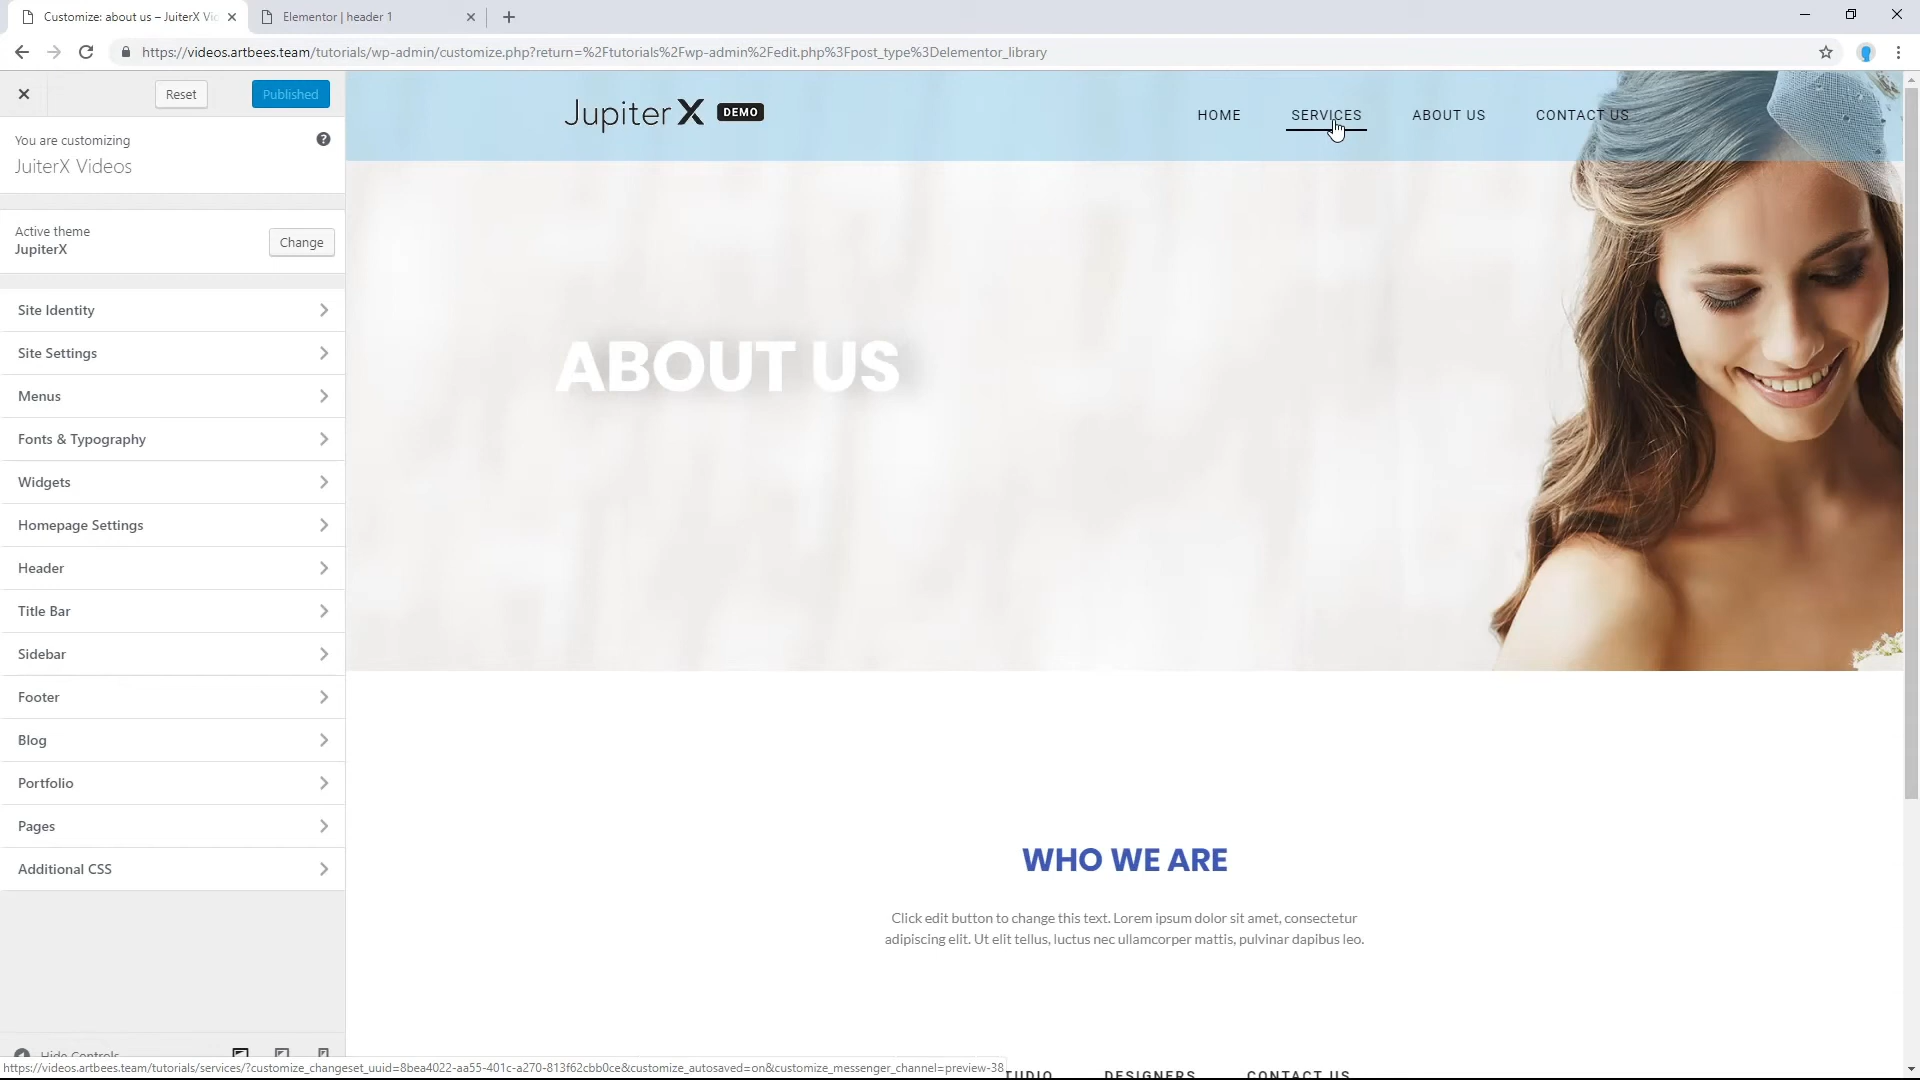 Customize: about us – JuiterX Vi
Elementor | header 1
https://videos.artbees.team/tutorials/wp-admin/customize.php?return=%2Ftutorials%2Fwp-admin%2Fedit.php%3Fpost_type%3Delementor_library
Reset
Published
You are customizing
JuiterX Videos
Active theme
JupiterX
Change
Site Identity
Site Settings
Menus
Fonts & Typography
Widgets
Homepage Settings
Header
Title Bar
Sidebar
Footer
Blog
Portfolio
Pages
Additional CSS
Hide Controls
Jupiter X DEMO
HOME SERVICES ABOUT US CONTACT US
ABOUT US
WHO WE ARE
Click edit button to change this text. Lorem ipsum dolor sit amet, consectetur
adipiscing elit. Ut elit tellus, luctus nec ullamcorper mattis, pulvinar dapibus leo.
https://videos.artbees.team/tutorials/services/?customize_changeset_uuid=8bea4022-aa55-401c-a270-813f62cbb0ce&customize_autosaved=on&customize_messenger_channel=preview-38
DESIGNERS CONTACT US